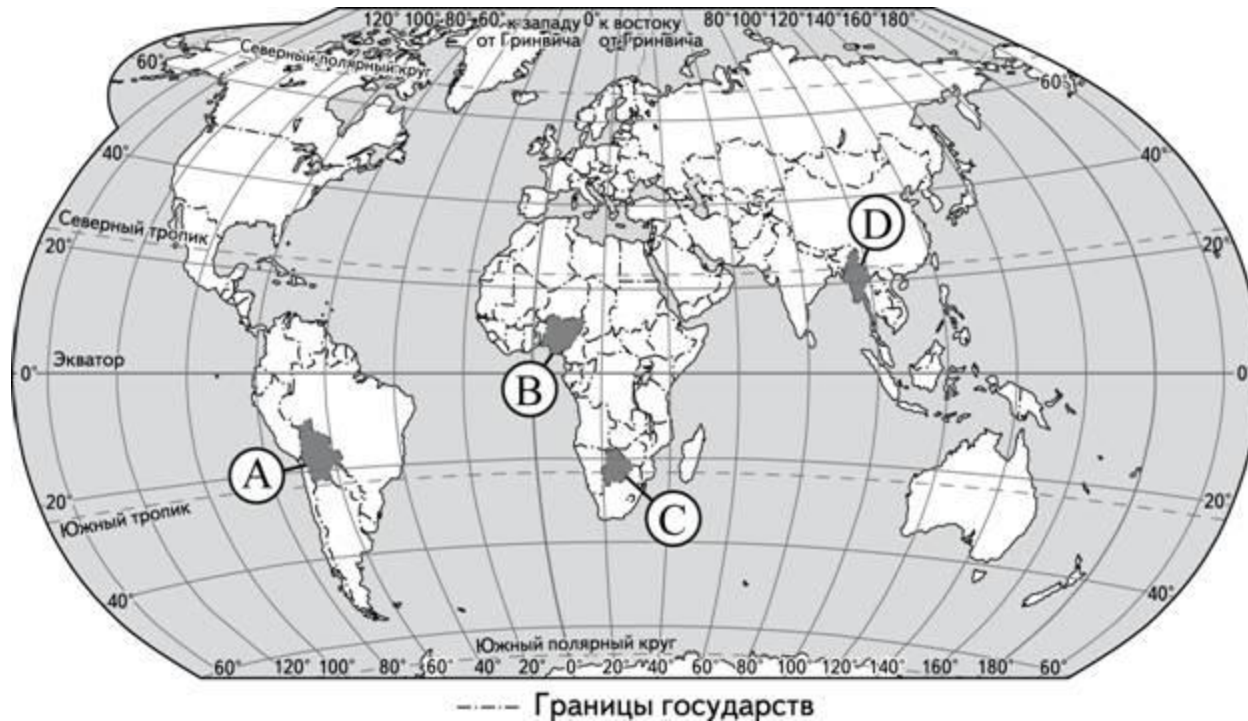 120° 100° 80° 60° к западу 0° к востоку 80° 100° 120° 140° 160° 180°
от Гринвича от Гринвича
Северный полярный круг
60° 60°
40° 40°
D
Северный тропик
20° 20°
Экватор
0° 0°
B
A
C
20° 20°
Южный тропик
40° 40°
Южный полярный круг
60° 120° 100° 80° 60° 40° 20° 0° 20° 40° 60° 80° 100° 120° 140° 160° 180° 60°
Границы государств